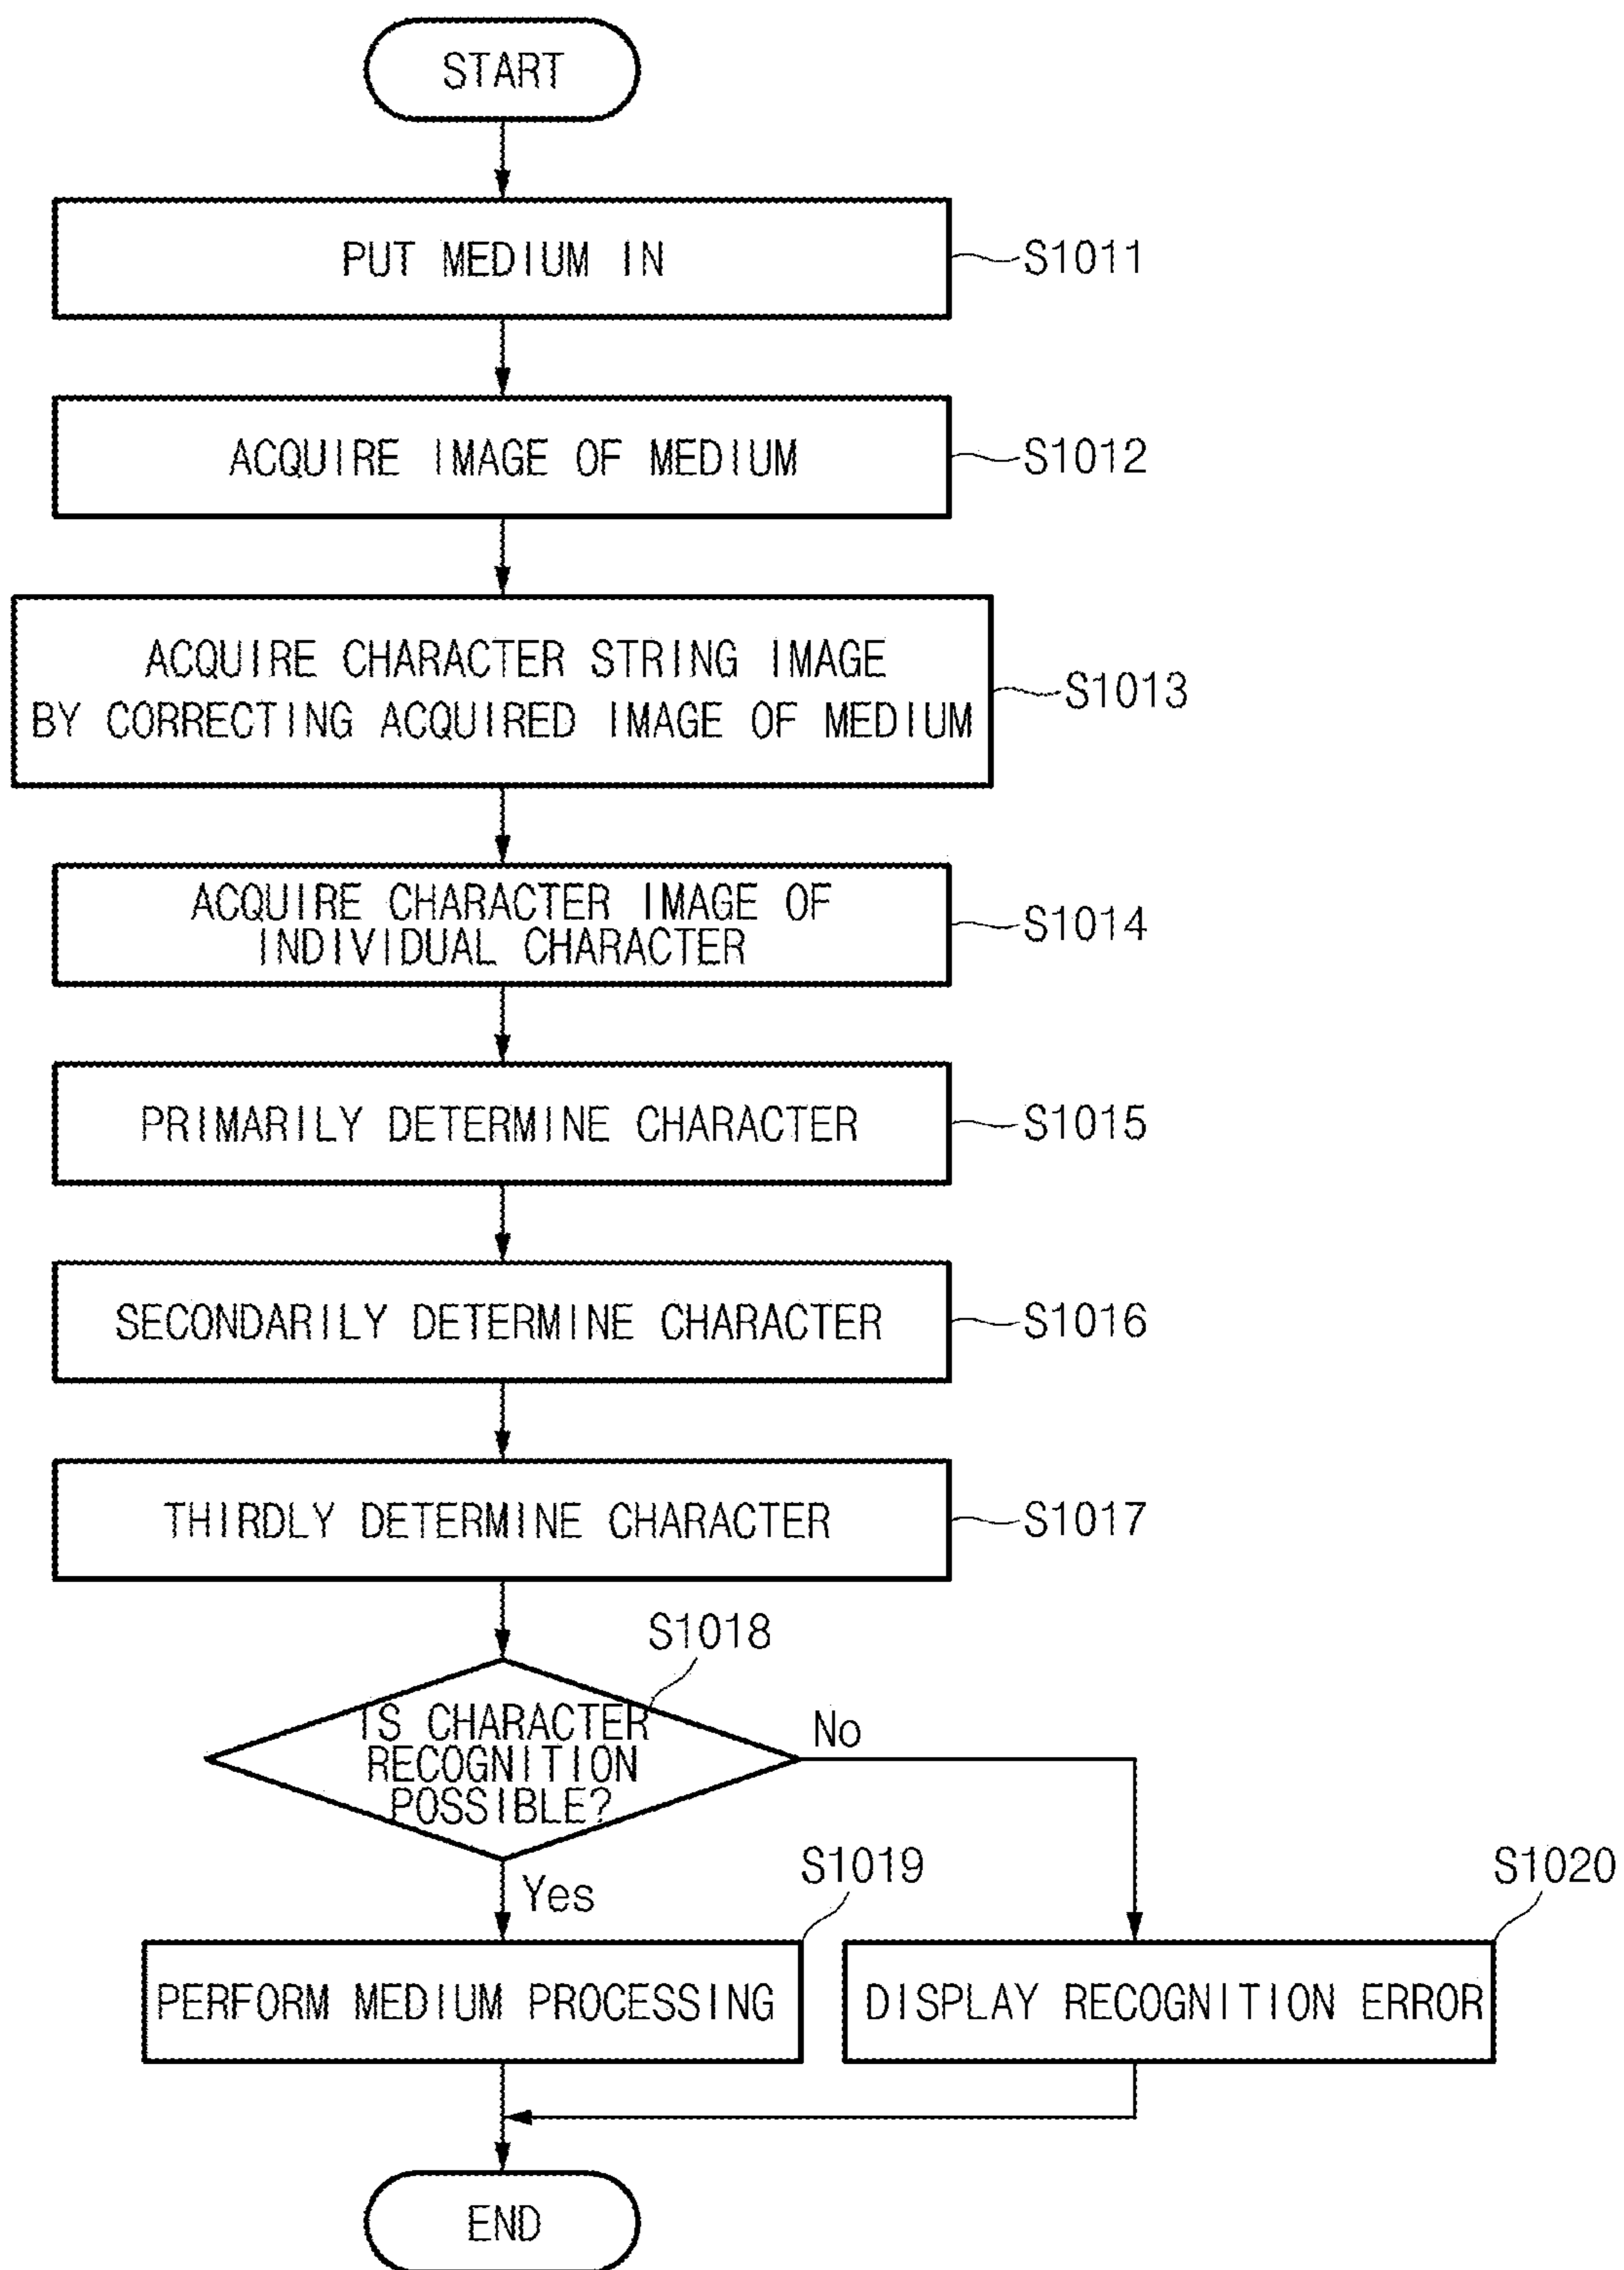 START
PUT MEDIUM IN
S1011
ACQUIRE IMAGE OF MEDIUM
S1012
ACQUIRE CHARACTER STRING IMAGE
BY CORRECTING ACQUIRED IMAGE OF MEDIUM
S1013
ACQUIRE CHARACTER IMAGE OF
INDIVIDUAL CHARACTER
S1014
PRIMARILY DETERMINE CHARACTER
S1015
SECONDARILY DETERMINE CHARACTER
S1016
THIRDLY DETERMINE CHARACTER
S1017
S1018
IS CHARACTER
RECOGNITION
POSSIBLE?
No
Yes
S1019
S1020
PERFORM MEDIUM PROCESSING
DISPLAY RECOGNITION ERROR
END